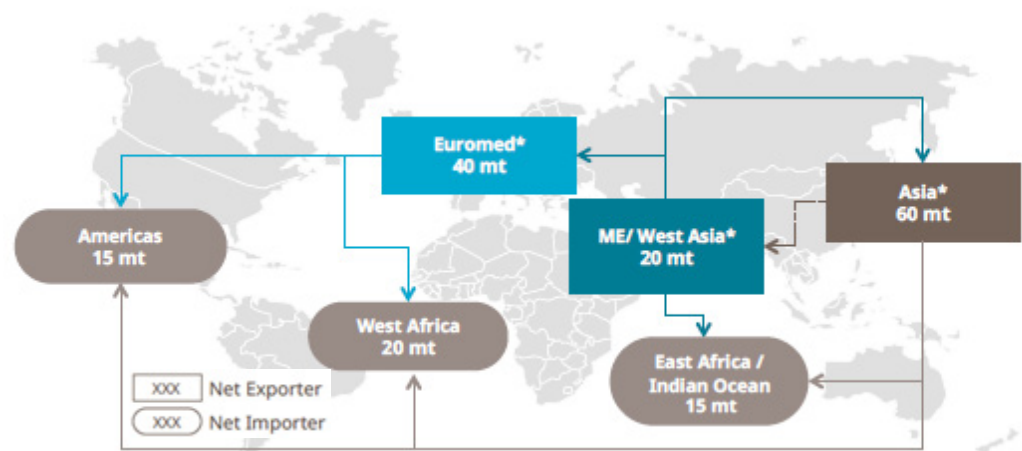 Euromed*
40 mt
Asia*
60 mt
Americas
15 mt
ME/ West Asia*
20 mt
West Africa
20 mt
East Africa /
Indian Ocean
15 mt
XXX Net Exporter
XXX Net Importer